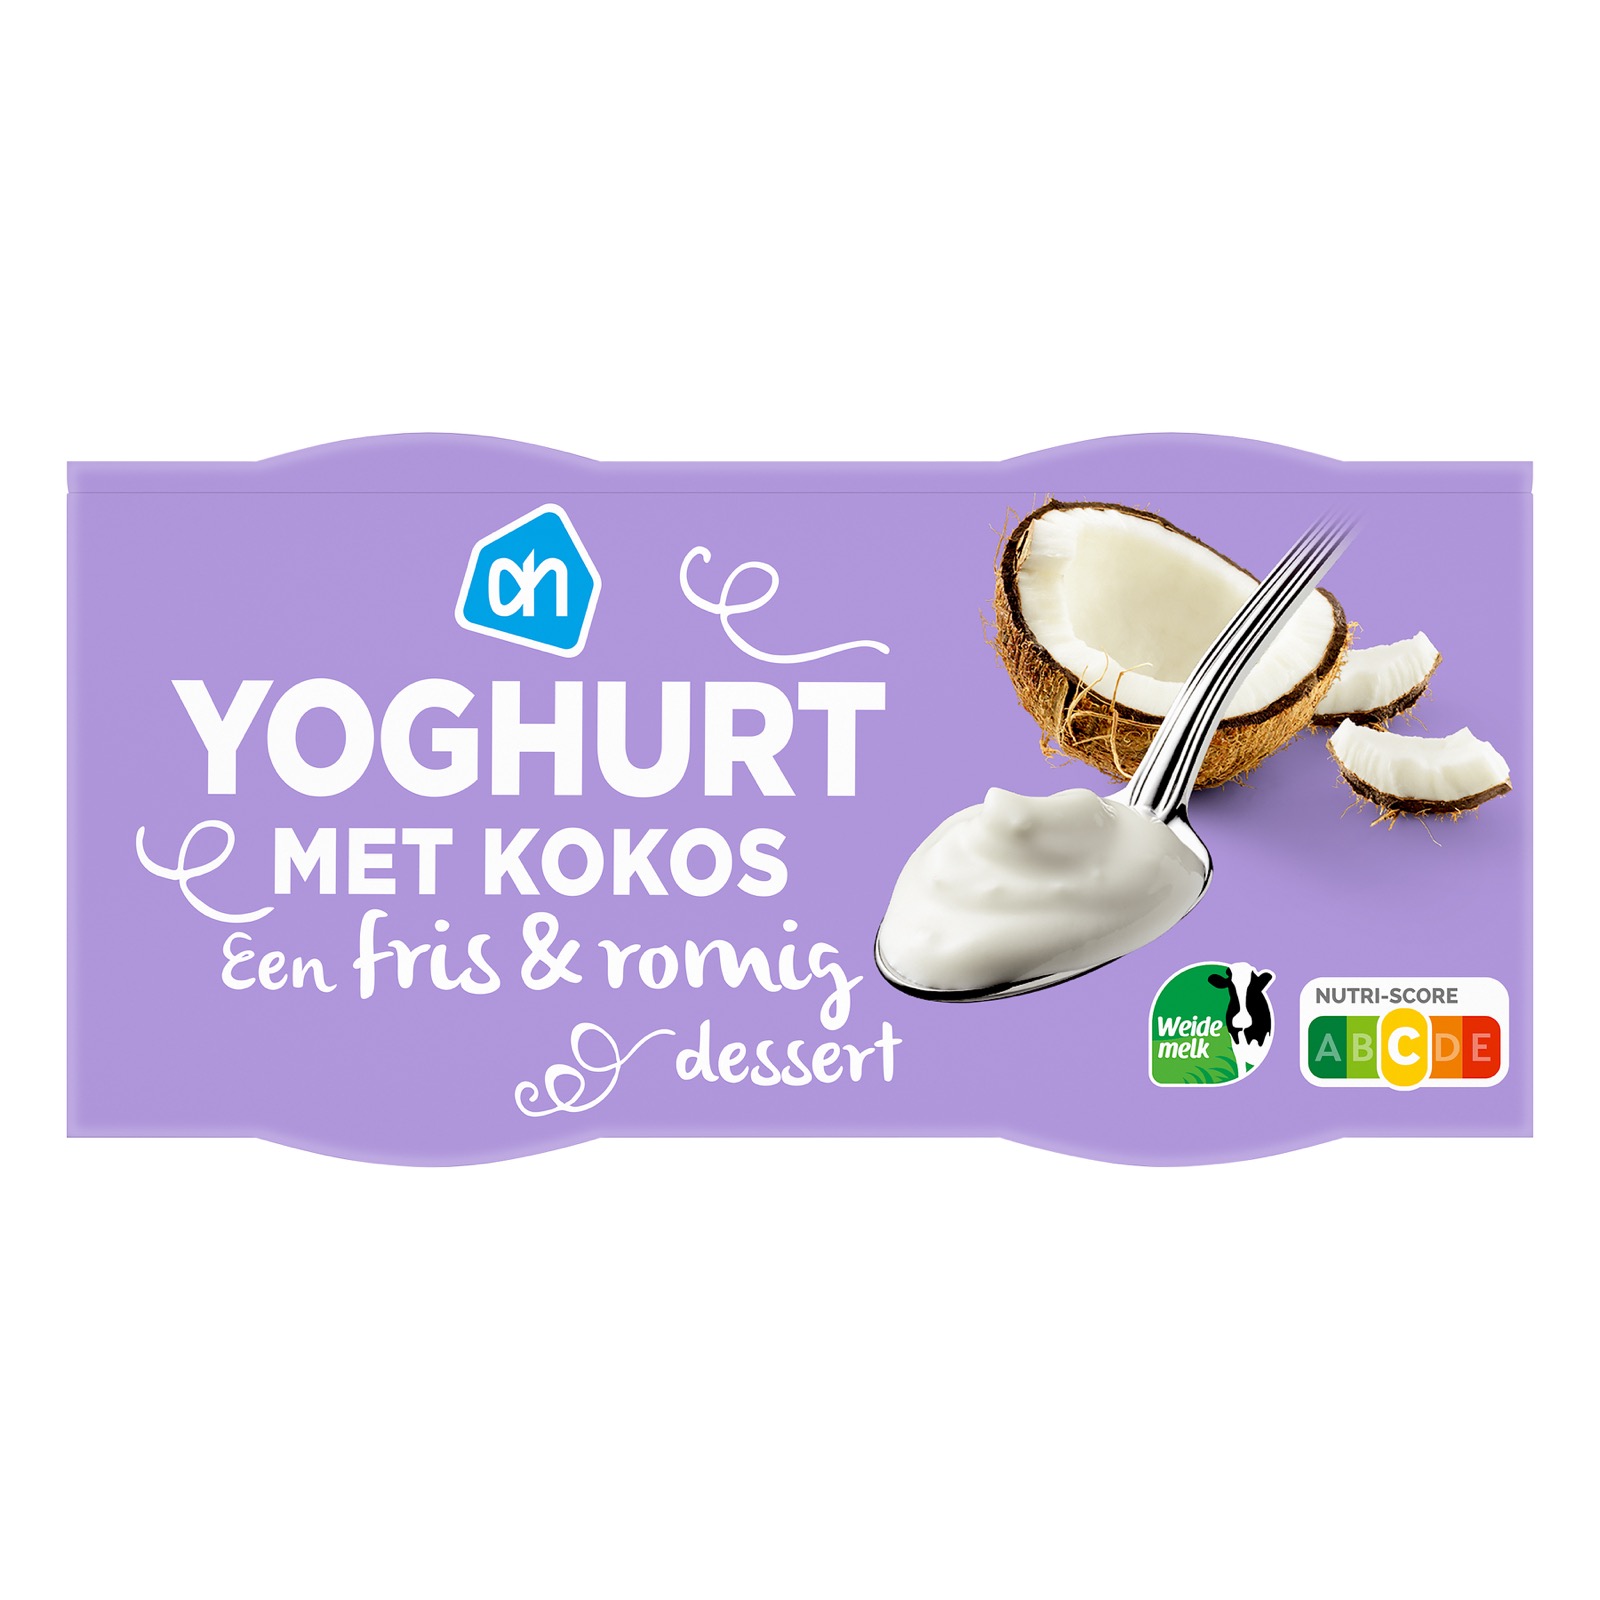 ah
YOGHURT
MET KOKOS
Een fris & romig
dessert
Weide
melk
NUTRI-SCORE
A B C D E